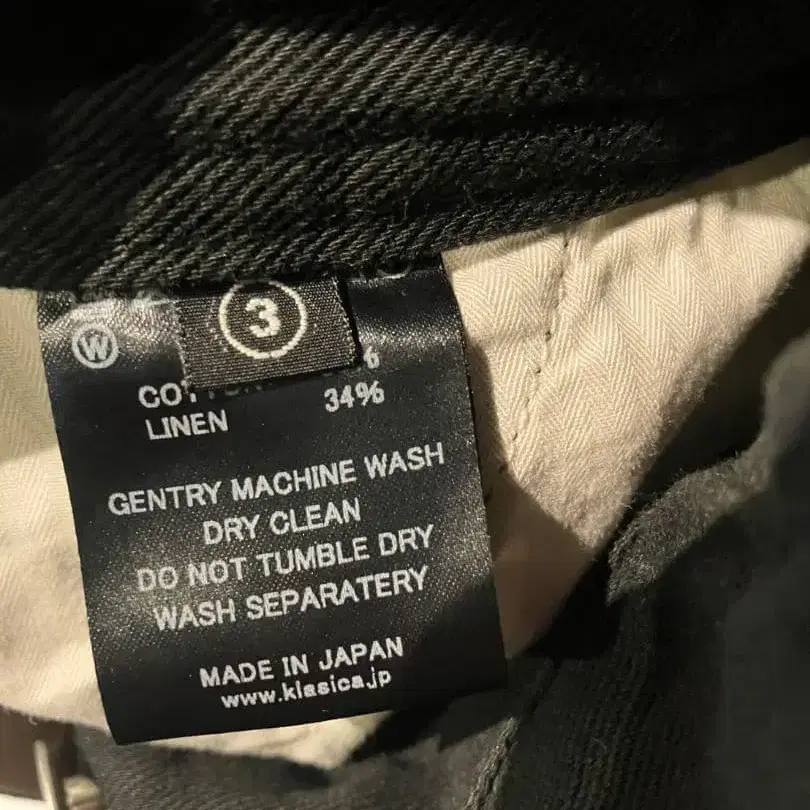 3
W
LINEN 34%
GENTRY MACHINE WASH
DRY CLEAN
DO NOT TUMBLE DRY
WASH SEPARATERY
MADE IN JAPAN
www.klasica.jp